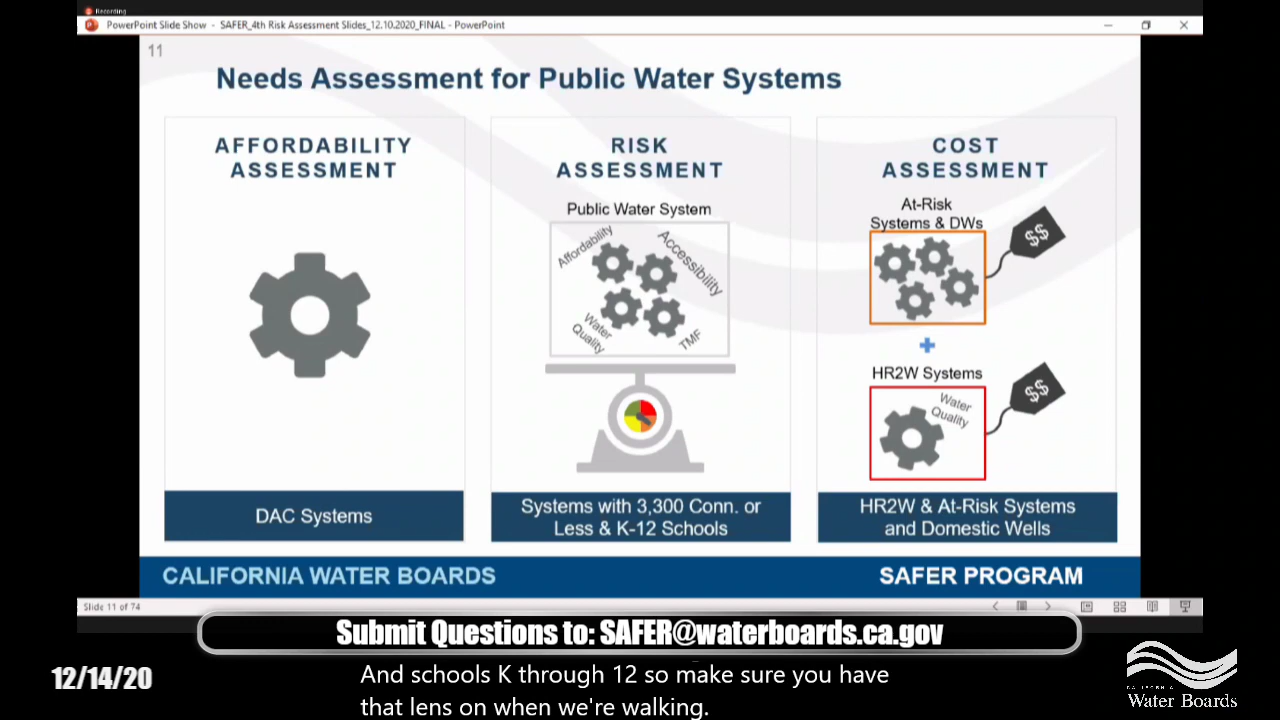 Recording
PowerPoint Slide Show - SAFER_4th Risk Assessment Slides_12.10.2020_FINAL - PowerPoint
11
Needs Assessment for Public Water Systems
AFFORDABILITY
ASSESSMENT
DAC Systems
RISK
ASSESSMENT
Public Water System
Affordability
Accessibility
Water
Quality
TMF
Systems with 3,300 Conn. or
Less & K-12 Schools
COST
ASSESSMENT
At-Risk
Systems & DWs
$$
HR2W Systems
Water
Quality
$$
HR2W & At-Risk Systems
and Domestic Wells
CALIFORNIA WATER BOARDS
SAFER PROGRAM
Slide 11 of 74
Submit Questions to: SAFER@waterboards.ca.gov
12/14/20
And schools K through 12 so make sure you have
that lens on when we're walking.
CALIFORNIA
Water Boards